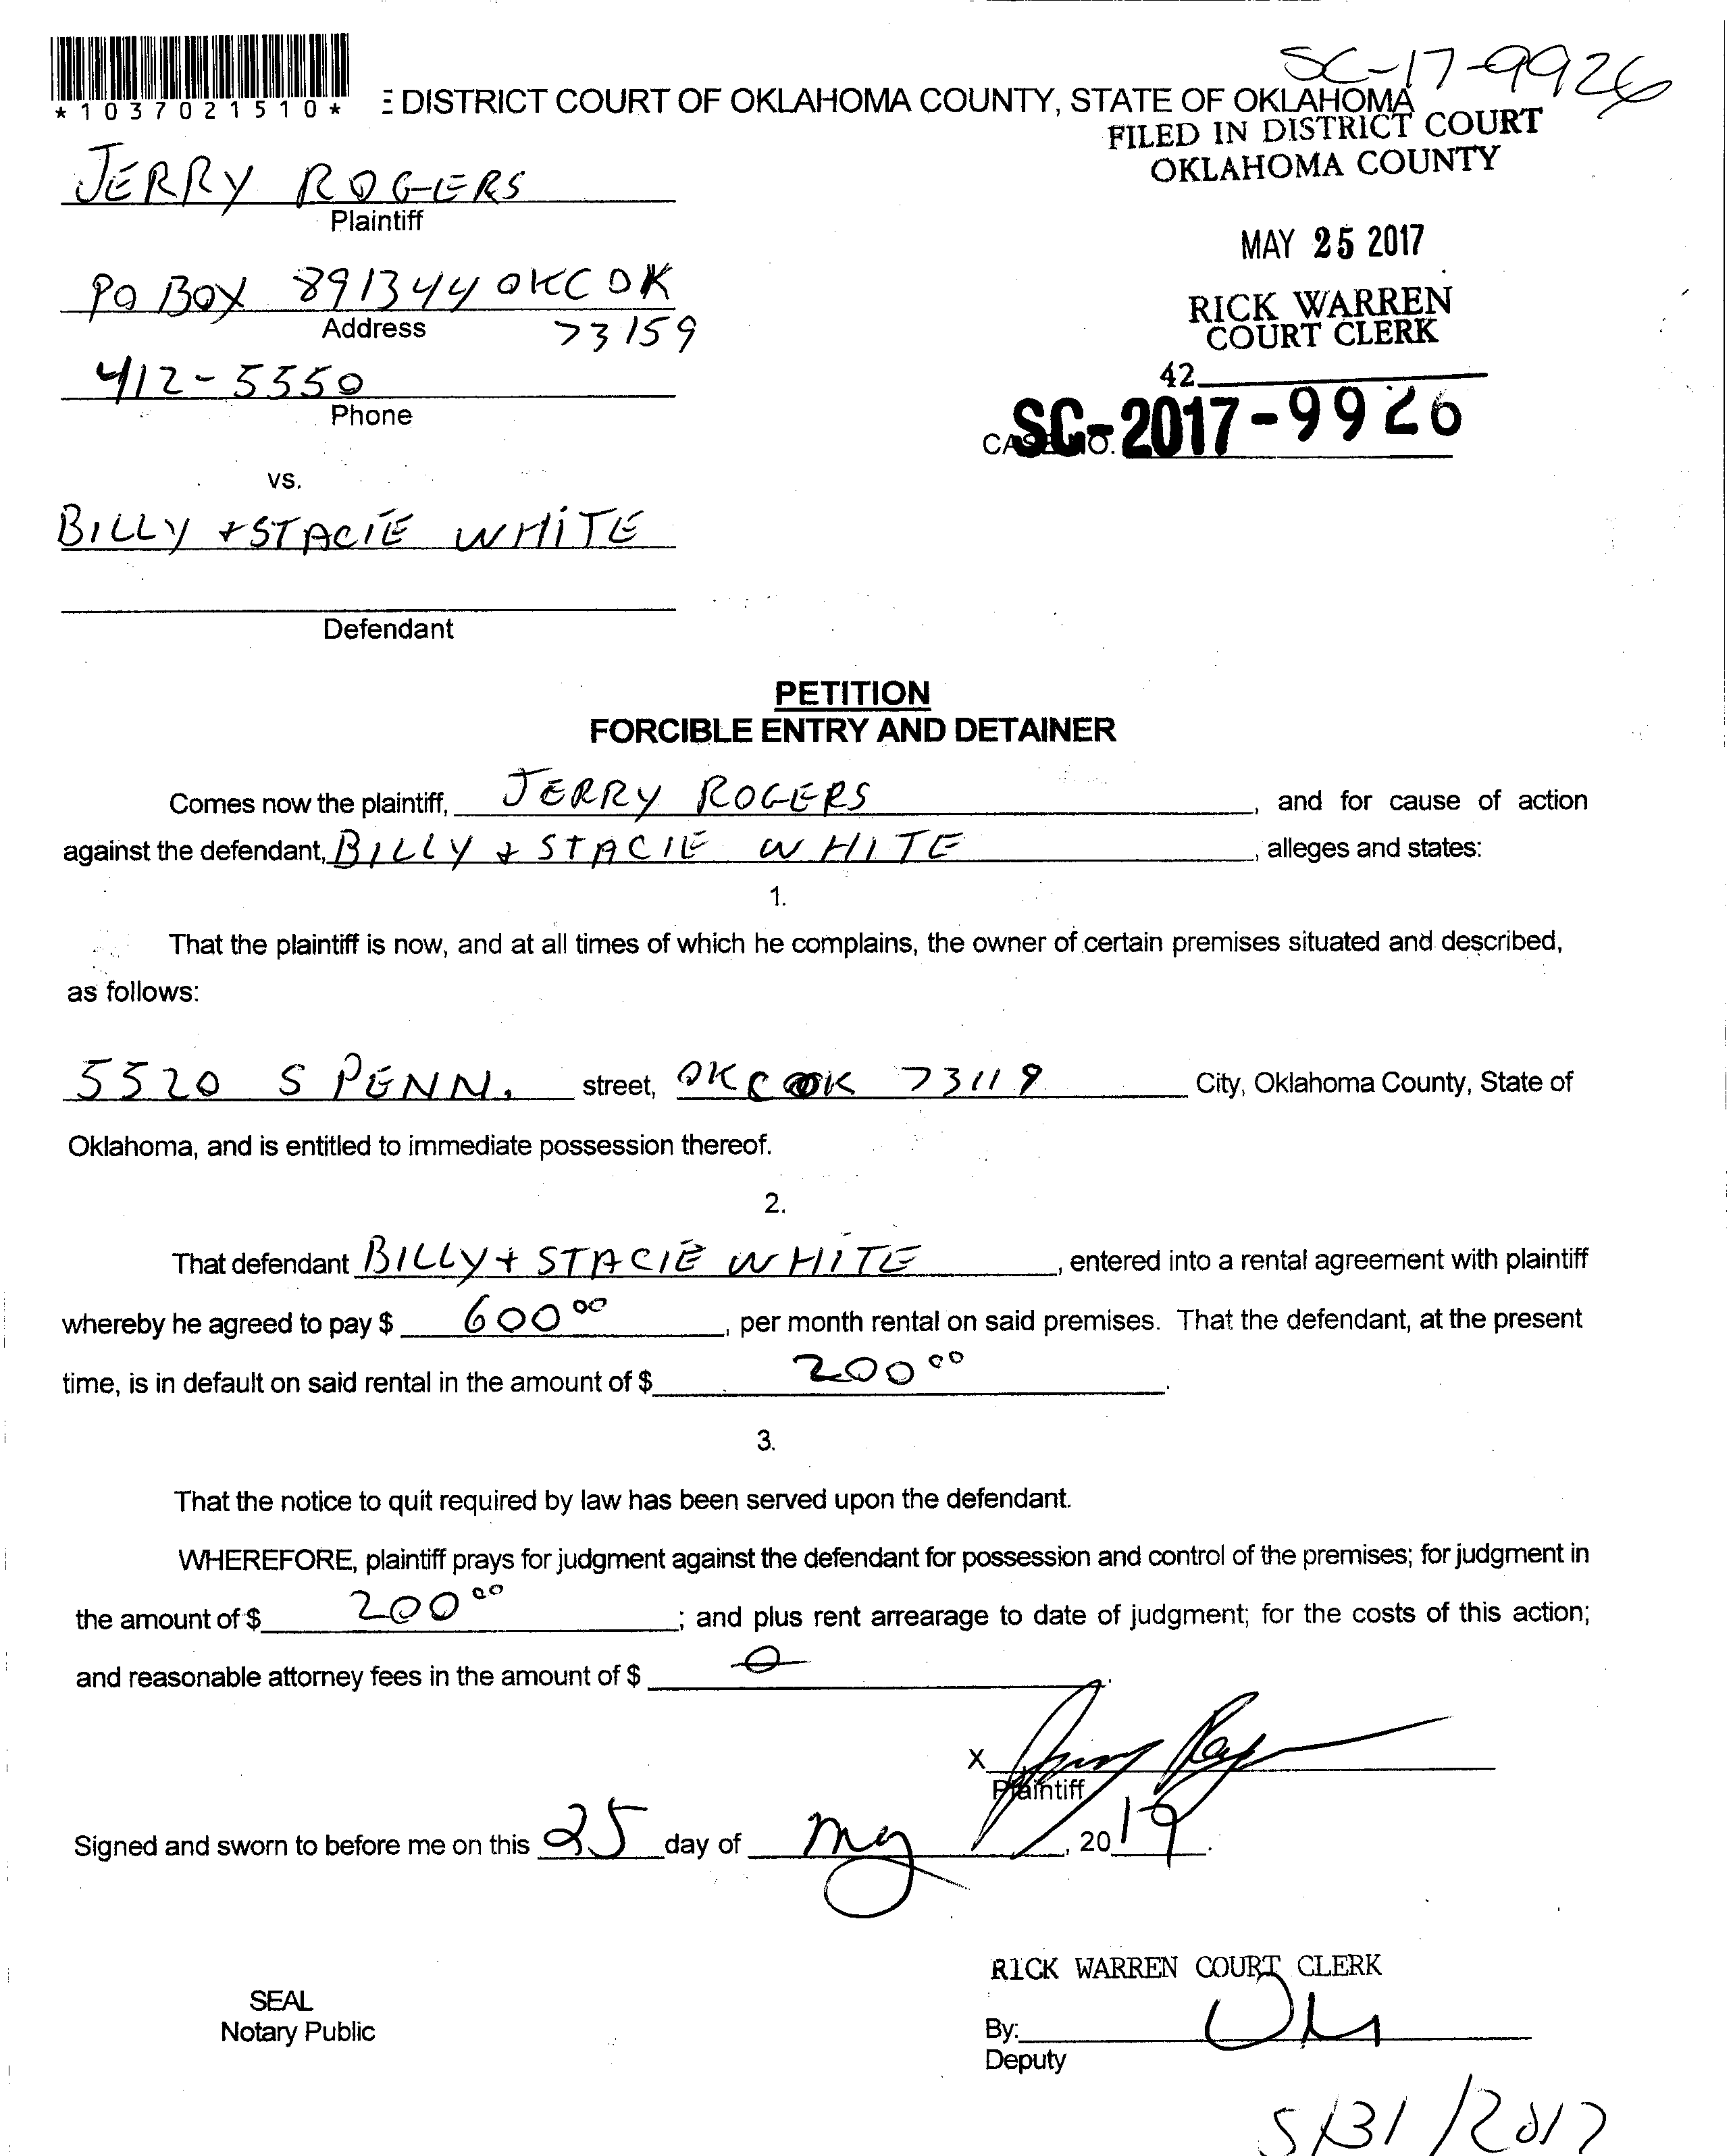 SC-17-9926
*1037021510*
E DISTRICT COURT OF OKLAHOMA COUNTY, STATE OF OKLAHOMA
FILED IN DISTRICT COURT
OKLAHOMA COUNTY
JERRY ROGERS
Plaintiff
MAY 25 2017
PO BOX 891344 OKC OK
Address 73159
RICK WARREN
COURT CLERK
412-5550
Phone
42
CASE NO. SC-2017-9926
vs.
BILLY + STACIE WHITE
Defendant
PETITION
FORCIBLE ENTRY AND DETAINER
Comes now the plaintiff, JERRY ROGERS, and for cause of action
against the defendant, BILLY + STACIE WHITE, alleges and states:
1.
That the plaintiff is now, and at all times of which he complains, the owner of certain premises situated and described,
as follows:
5520 S PENN. street, OKC OK 73119 City, Oklahoma County, State of
Oklahoma, and is entitled to immediate possession thereof.
2.
That defendant BILLY + STACIE WHITE, entered into a rental agreement with plaintiff
whereby he agreed to pay $ 600 00, per month rental on said premises. That the defendant, at the present
time, is in default on said rental in the amount of $ 200 00.
3.
That the notice to quit required by law has been served upon the defendant.
WHEREFORE, plaintiff prays for judgment against the defendant for possession and control of the premises; for judgment in
the amount of $ 200 00; and plus rent arrearage to date of judgment; for the costs of this action;
and reasonable attorney fees in the amount of $ 0.
X Jerry Rogers
Plaintiff
Signed and sworn to before me on this 25 day of May, 2017.
RICK WARREN COURT CLERK
SEAL
Notary Public
By:
Deputy
5/31/2017